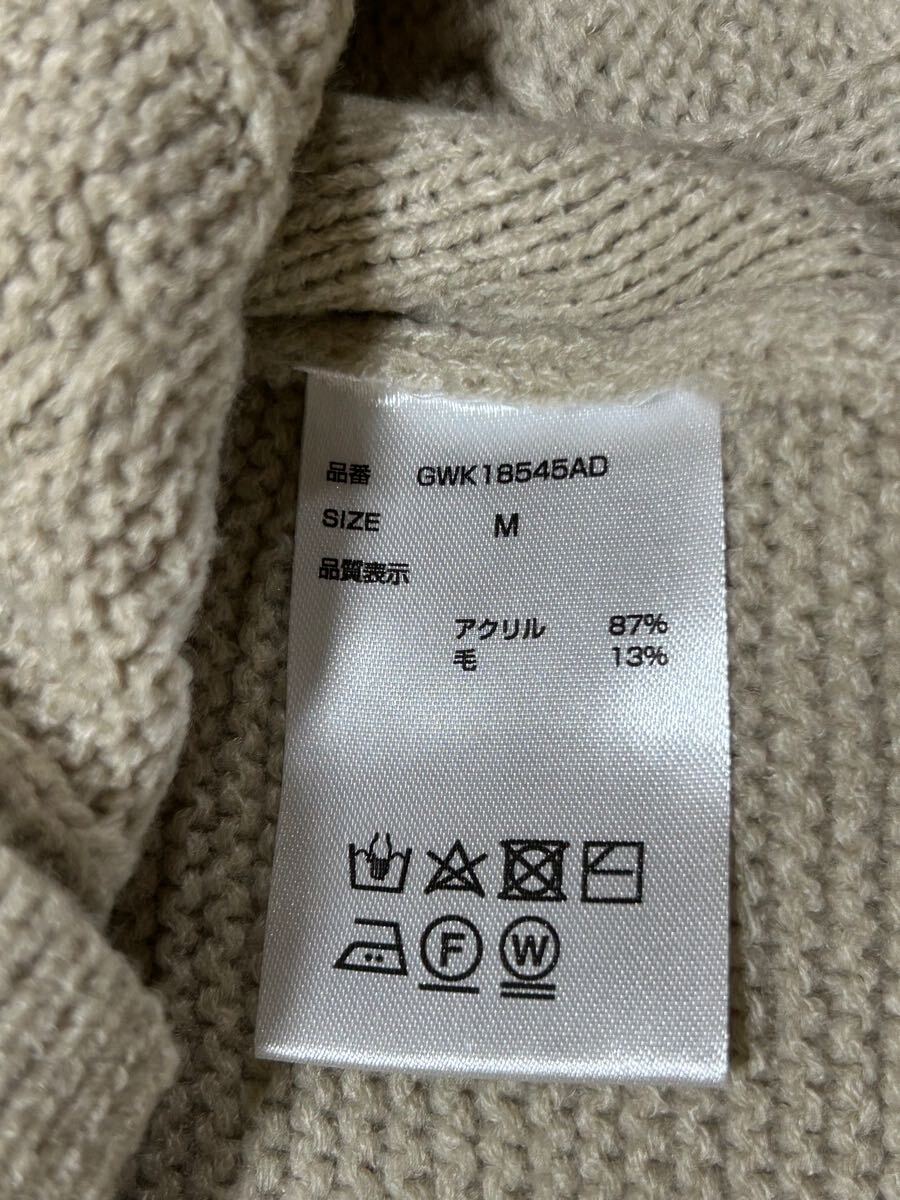 品番 GWK18545AD
SIZE M
品質表示
アクリル 87%
毛 13%
F W